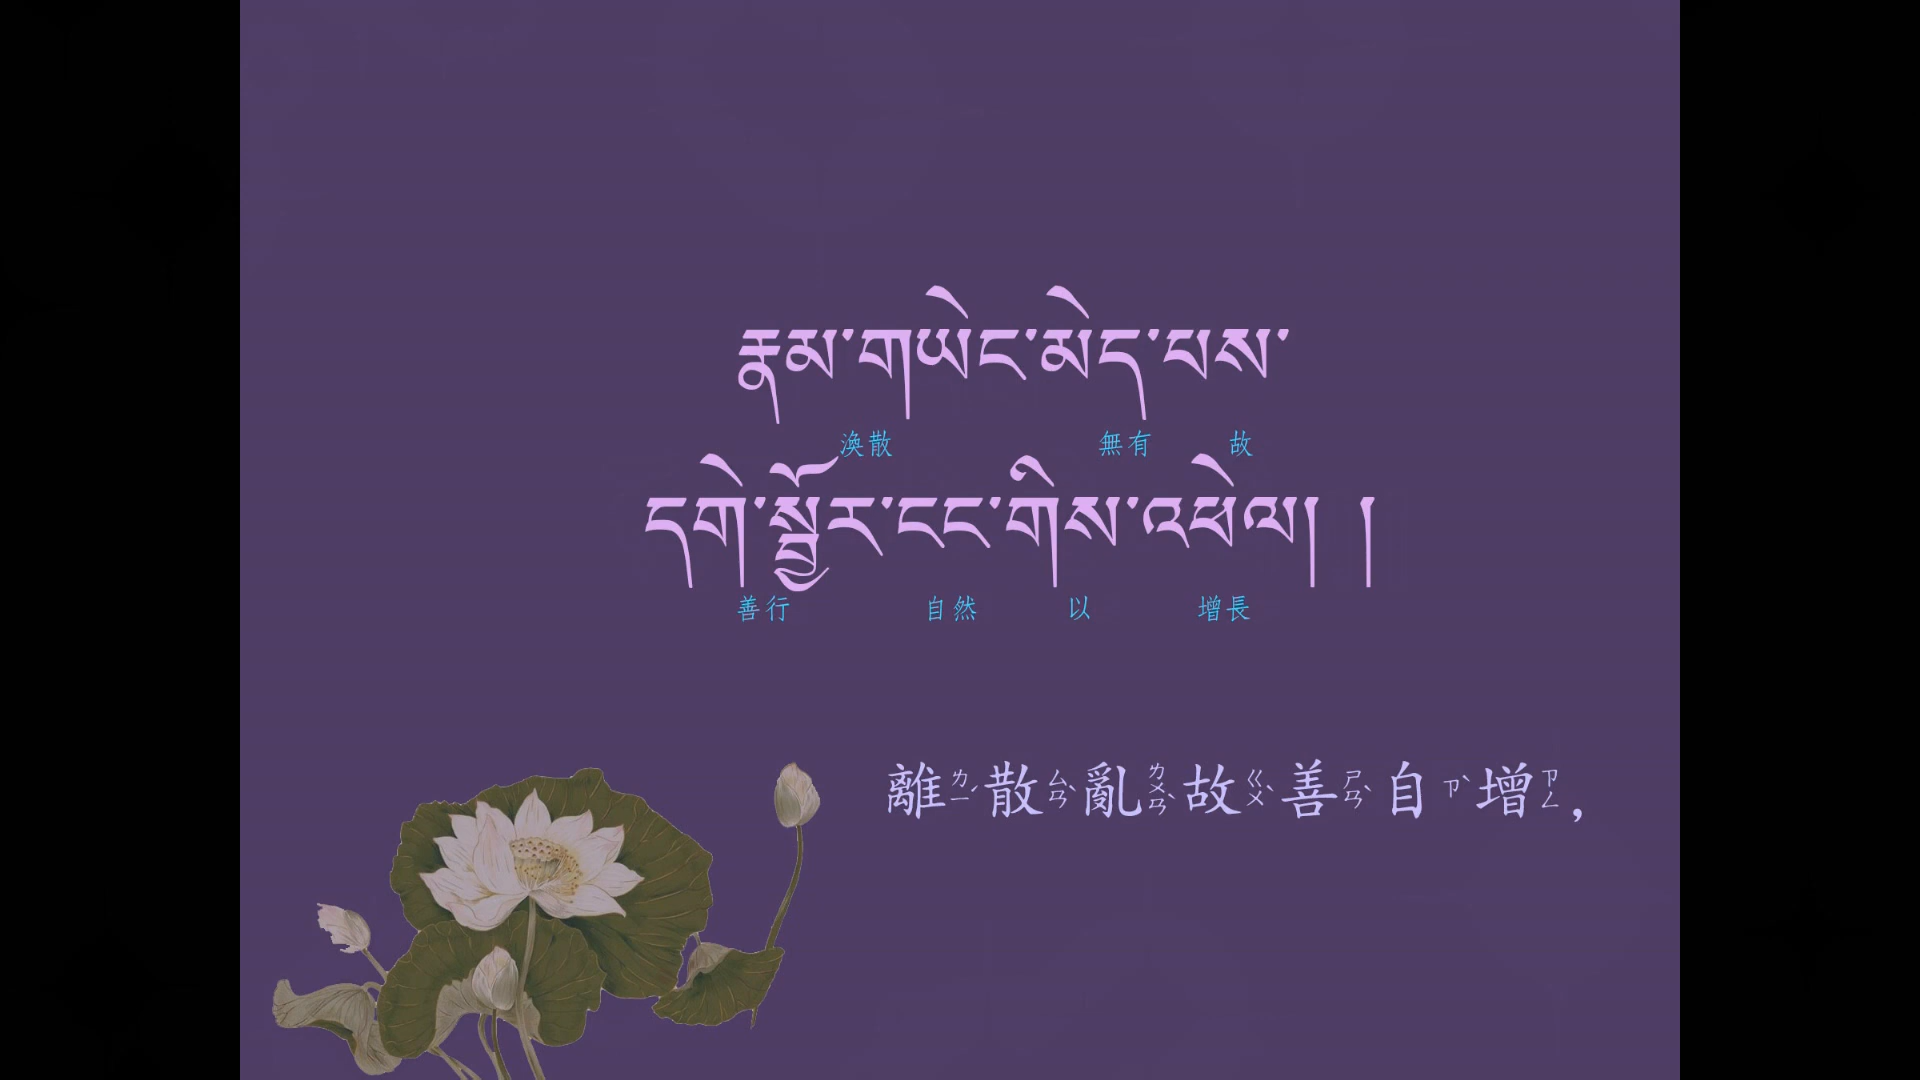 རྣམ་གཡེང་མེད་པས་
渙散 無有 故
དགེ་སྦྱོར་ངང་གིས་འཕེལ། །
善行 自然 以 增長
離ㄌㄧˊ散ㄙㄢˋ亂ㄌㄨㄢˋ故ㄍㄨˋ善ㄕㄢˋ自ㄗˋ增ㄗㄥ，